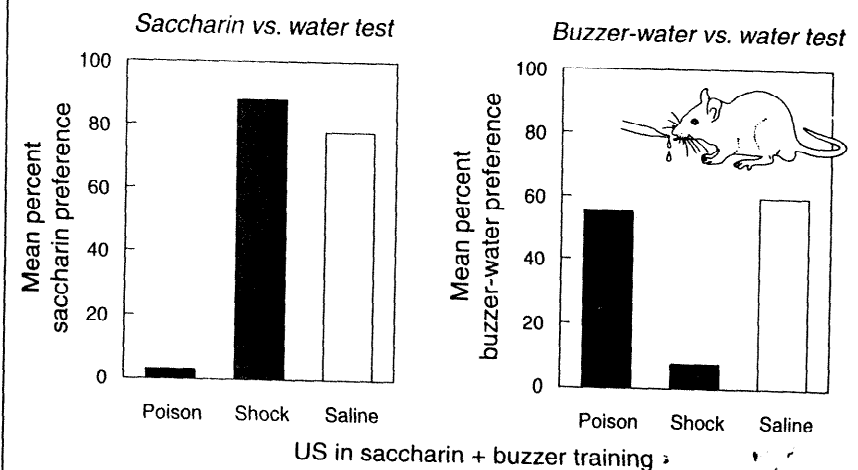 Saccharin vs. water test
Mean percent
saccharin preference
100
80
60
40
20
0
Poison Shock Saline
Buzzer-water vs. water test
Mean percent
buzzer-water preference
100
80
60
40
20
0
Poison Shock Saline
US in saccharin + buzzer training